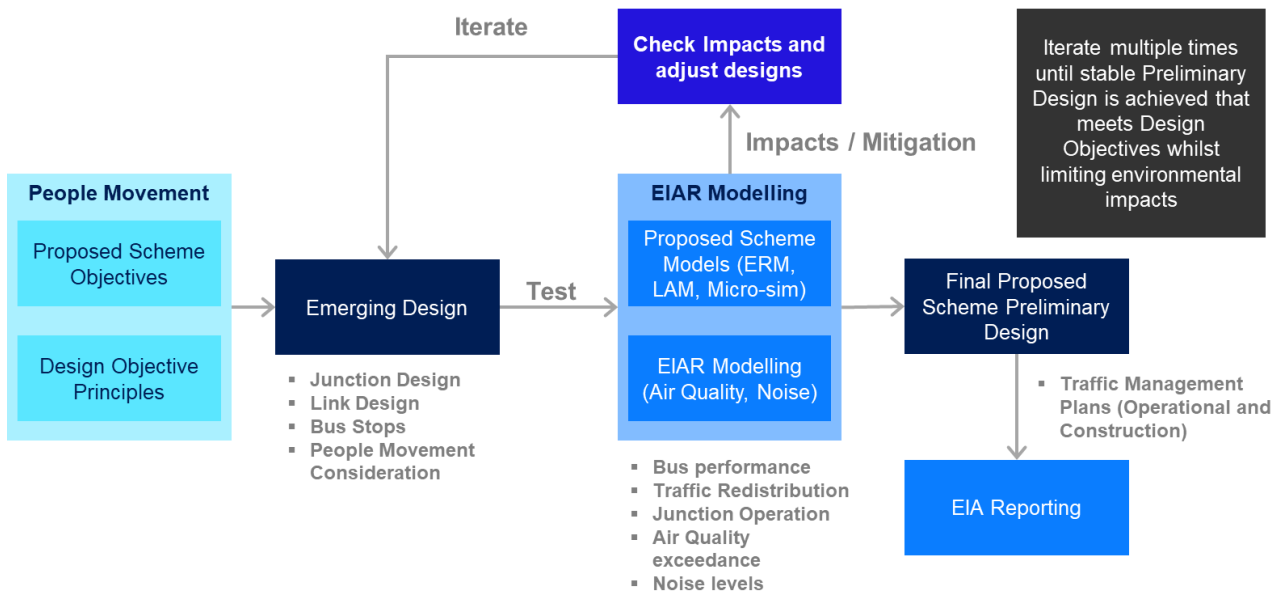 Iterate
Check Impacts and
adjust designs
Iterate multiple times
until stable Preliminary
Design is achieved that
meets Design
Objectives whilst
limiting environmental
impacts
Impacts / Mitigation
People Movement
Proposed Scheme
Objectives
Design Objective
Principles
Emerging Design
▪ Junction Design
▪ Link Design
▪ Bus Stops
▪ People Movement
Consideration
Test
EIAR Modelling
Proposed Scheme
Models (ERM,
LAM, Micro-sim)
EIAR Modelling
(Air Quality, Noise)
▪ Bus performance
▪ Traffic Redistribution
▪ Junction Operation
▪ Air Quality
exceedance
▪ Noise levels
Final Proposed
Scheme Preliminary
Design
▪ Traffic Management
Plans (Operational and
Construction)
EIA Reporting